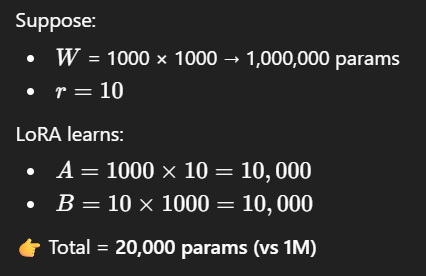 Suppose:
• W = 1000 × 1000 → 1,000,000 params
• r = 10
LoRA learns:
• A = 1000 × 10 = 10,000
• B = 10 × 1000 = 10,000
👉 Total = 20,000 params (vs 1M)